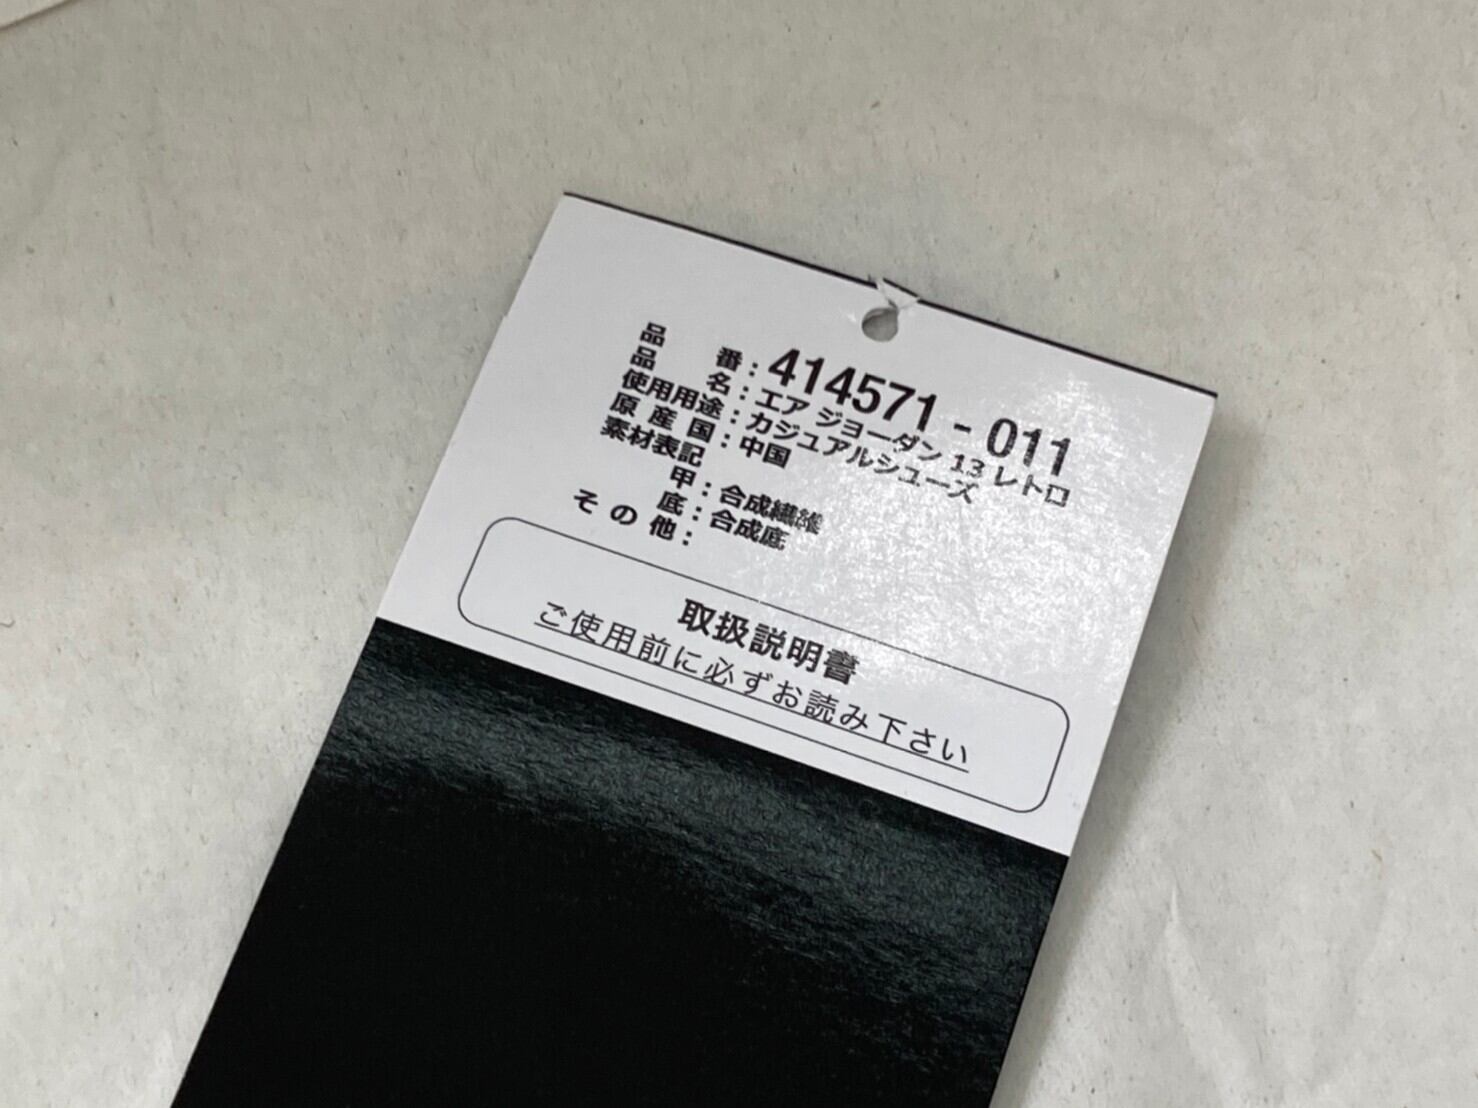 品番：414571-011
品名：エア ジョーダン 13 レトロ
使用用途：カジュアルシューズ
原産国：中国
素材表記
甲：合成繊維
底：合成底
その他：
取扱説明書
ご使用前に必ずお読み下さい